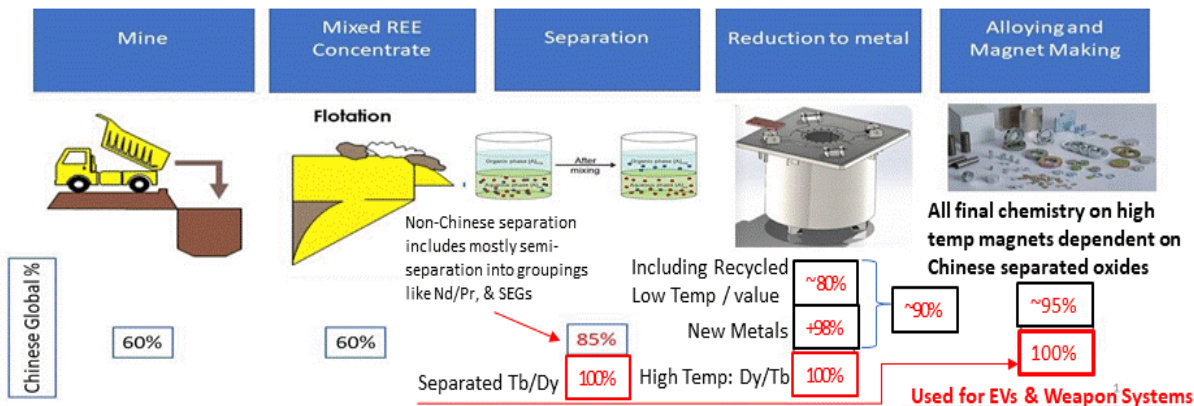 Mine
Mixed REE
Concentrate
Separation
Reduction to metal
Alloying and
Magnet Making
Flotation
Organic phase [A]
After
mixing
Organic phase [A]
Non-Chinese separation
includes mostly semi-
separation into groupings
like Nd/Pr, & SEGs
All final chemistry on high
temp magnets dependent on
Chinese separated oxides
Chinese Global %
60%
60%
85%
Separated Tb/Dy
100%
Including Recycled
Low Temp / value
~80%
New Metals
+98%
~90%
High Temp: Dy/Tb
100%
~95%
100%
1
Used for EVs & Weapon Systems